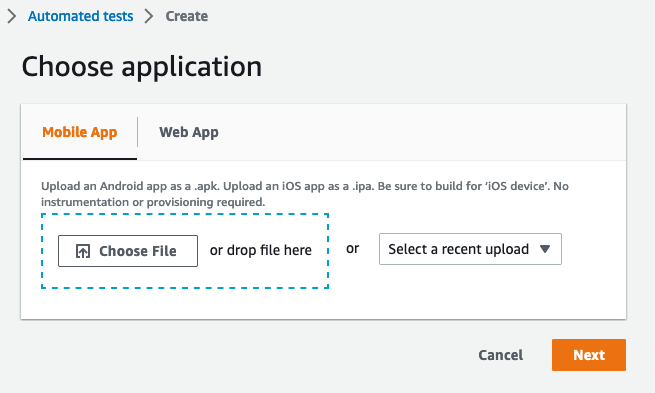 Automated tests Create
Choose application
Mobile App Web App
Upload an Android app as a .apk. Upload an iOS app as a .ipa. Be sure to build for ‘iOS device’. No
instrumentation or provisioning required.
Choose File or drop file here or Select a recent upload
Cancel Next